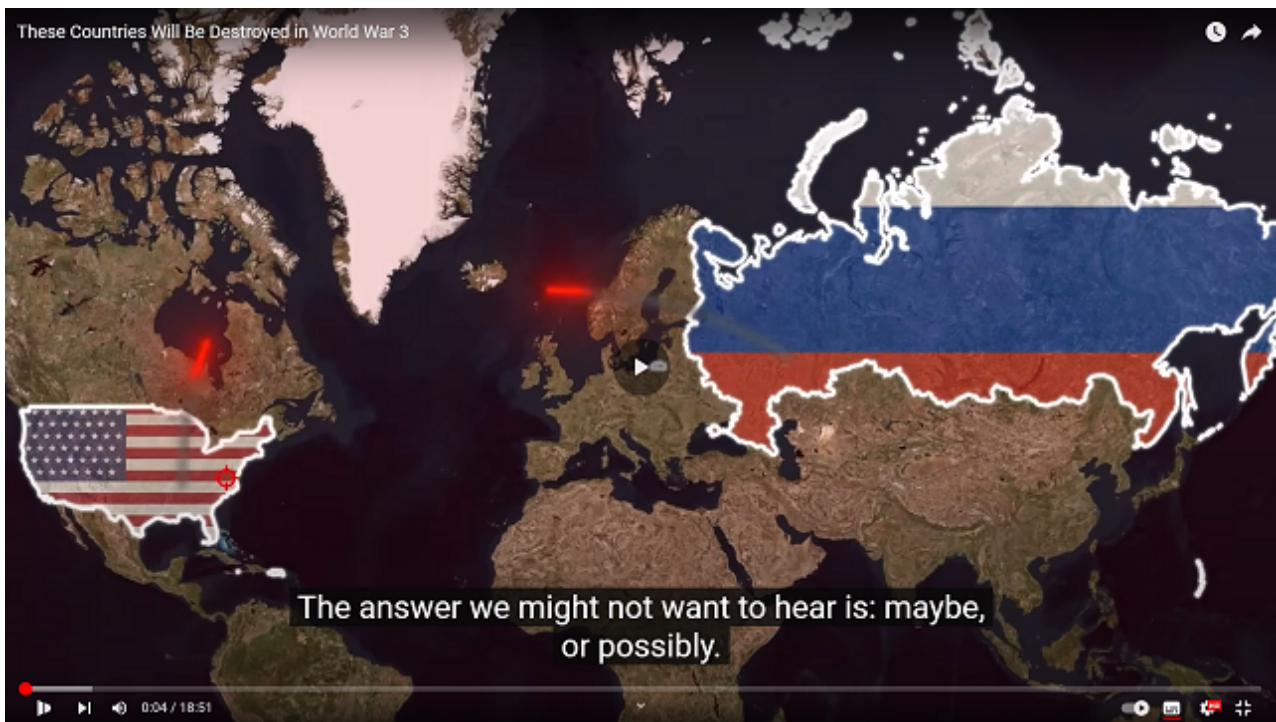 These Countries Will Be Destroyed in World War 3
The answer we might not want to hear is: maybe,
or possibly.
0:04 / 18:51